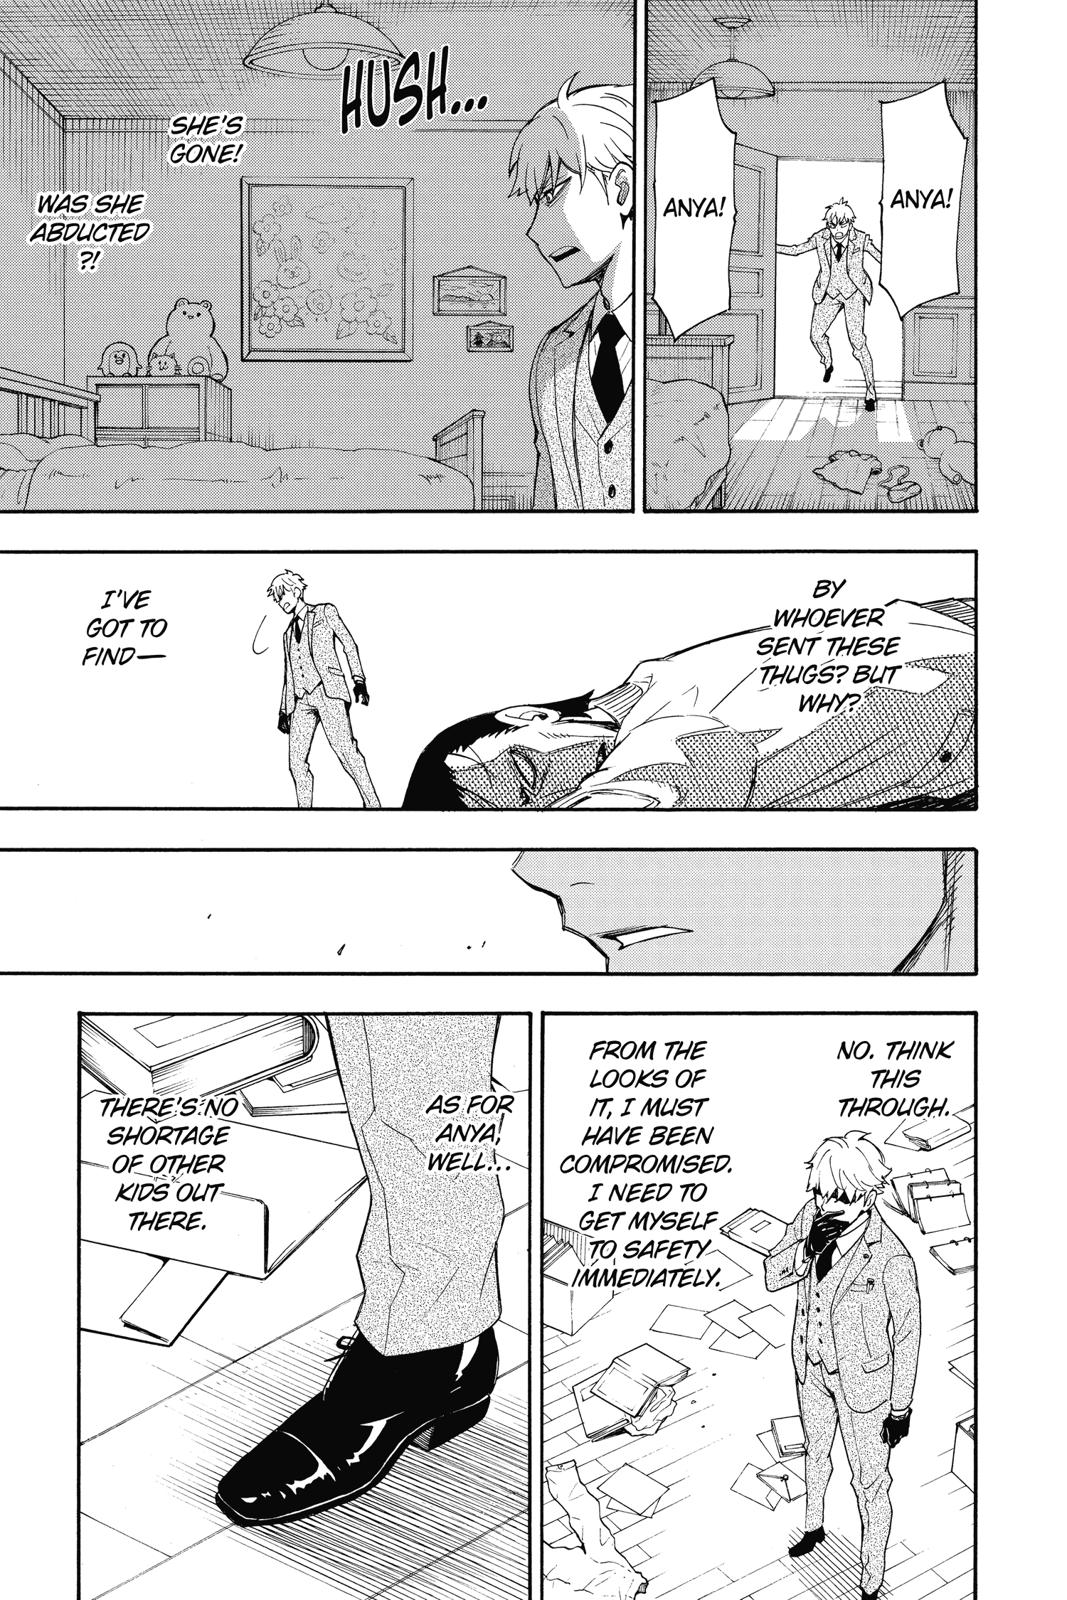 ANYA!
ANYA!
HUSH...
SHE'S
GONE!
WAS SHE
ABDUCTED
?!
BY
WHOEVER
SENT THESE
THUGS? BUT
WHY?
I'VE
GOT TO
FIND—
NO. THINK
THIS
THROUGH.
FROM THE
LOOKS OF
IT, I MUST
HAVE BEEN
COMPROMISED.
I NEED TO
GET MYSELF
TO SAFETY
IMMEDIATELY.
AS FOR
ANYA,
WELL...
THERE'S NO
SHORTAGE
OF OTHER
KIDS OUT
THERE.